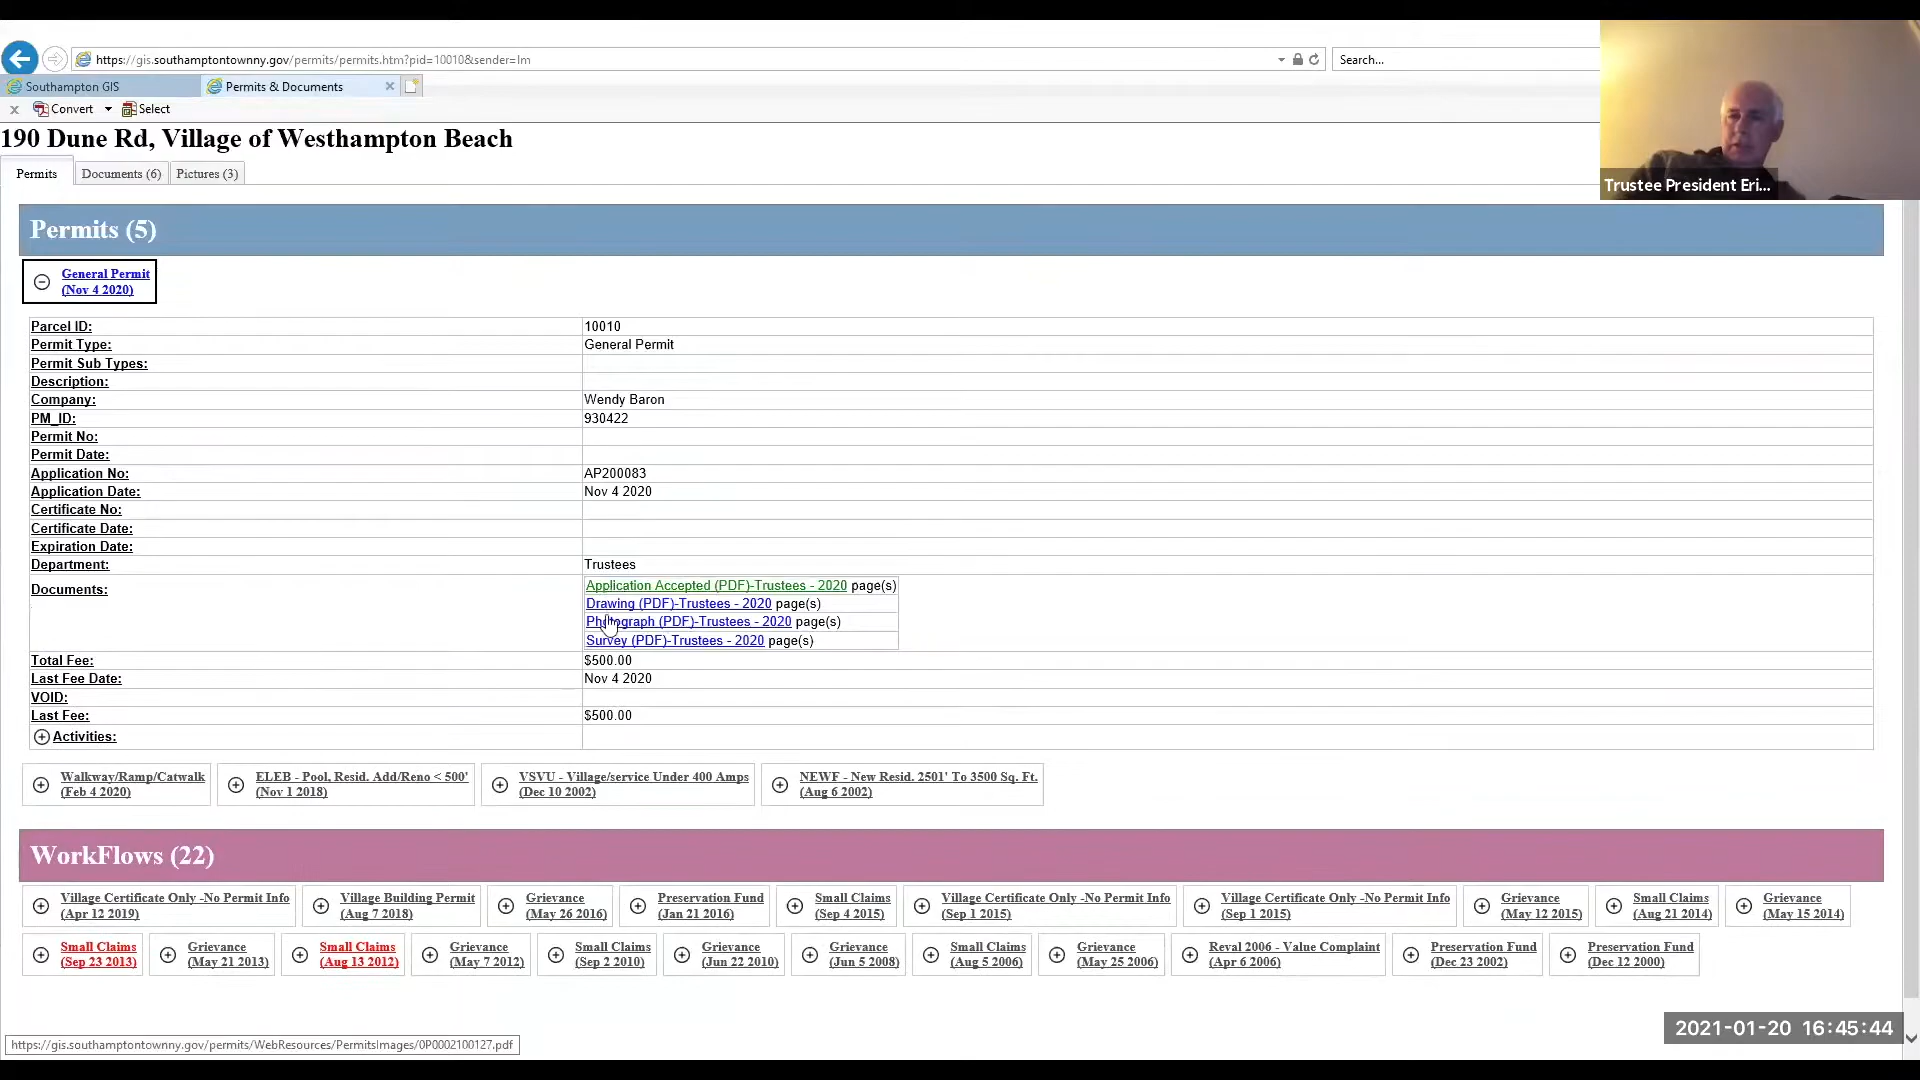 https://gis.southamptontownny.gov/permits/permits.htm?pid=10010&sender=lm
Search...
Southampton GIS
Permits & Documents
x
Convert
Select
190 Dune Rd, Village of Westhampton Beach
Trustee President Eri...
Permits
Documents (6)
Pictures (3)
Permits (5)
General Permit
(Nov 4 2020)
Parcel ID: 10010
Permit Type: General Permit
Permit Sub Types:
Description:
Company: Wendy Baron
PM_ID: 930422
Permit No:
Permit Date:
Application No: AP200083
Application Date: Nov 4 2020
Certificate No:
Certificate Date:
Expiration Date:
Department: Trustees
Documents: Application Accepted (PDF)-Trustees - 2020 page(s)
Drawing (PDF)-Trustees - 2020 page(s)
Photograph (PDF)-Trustees - 2020 page(s)
Survey (PDF)-Trustees - 2020 page(s)
Total Fee: $500.00
Last Fee Date: Nov 4 2020
VOID:
Last Fee: $500.00
Activities:
Walkway/Ramp/Catwalk
(Feb 4 2020)
ELEB - Pool, Resid. Add/Reno < 500'
(Nov 1 2018)
VSVU - Village/service Under 400 Amps
(Dec 10 2002)
NEWF - New Resid. 2501' To 3500 Sq. Ft.
(Aug 6 2002)
WorkFlows (22)
Village Certificate Only -No Permit Info
(Apr 12 2019)
Village Building Permit
(Aug 7 2018)
Grievance
(May 26 2016)
Preservation Fund
(Jan 21 2016)
Small Claims
(Sep 4 2015)
Village Certificate Only -No Permit Info
(Sep 1 2015)
Village Certificate Only -No Permit Info
(Sep 1 2015)
Grievance
(May 12 2015)
Small Claims
(Aug 21 2014)
Grievance
(May 15 2014)
Small Claims
(Sep 23 2013)
Grievance
(May 21 2013)
Small Claims
(Aug 13 2012)
Grievance
(May 7 2012)
Small Claims
(Sep 2 2010)
Grievance
(Jun 22 2010)
Grievance
(Jun 5 2008)
Small Claims
(Aug 5 2006)
Grievance
(May 25 2006)
Reval 2006 - Value Complaint
(Apr 6 2006)
Preservation Fund
(Dec 23 2002)
Preservation Fund
(Dec 12 2000)
2021-01-20 16:45:44
https://gis.southamptontownny.gov/permits/WebResources/PermitsImages/0P0002100127.pdf